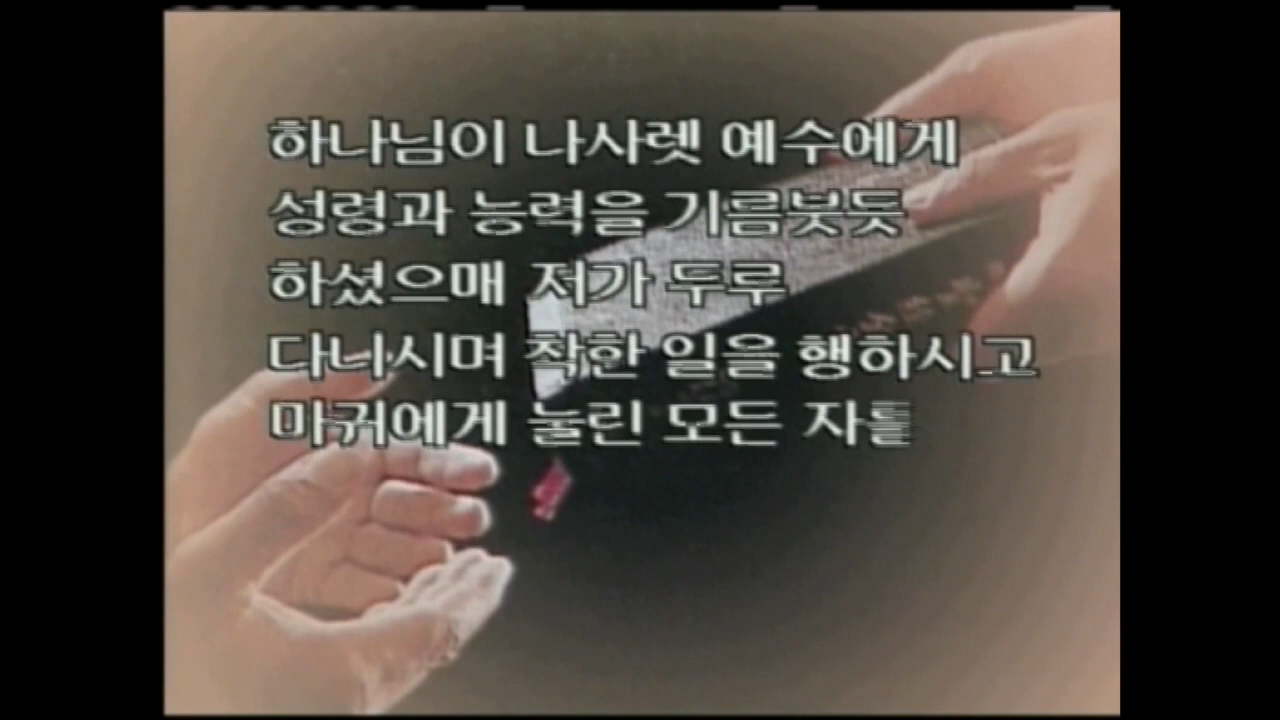 하나님이 나사렛 예수에게
성령과 능력을 기름붓듯
하셨으매 저가 두루
다니시며 착한 일을 행하시고
마귀에게 눌린 모든 자를